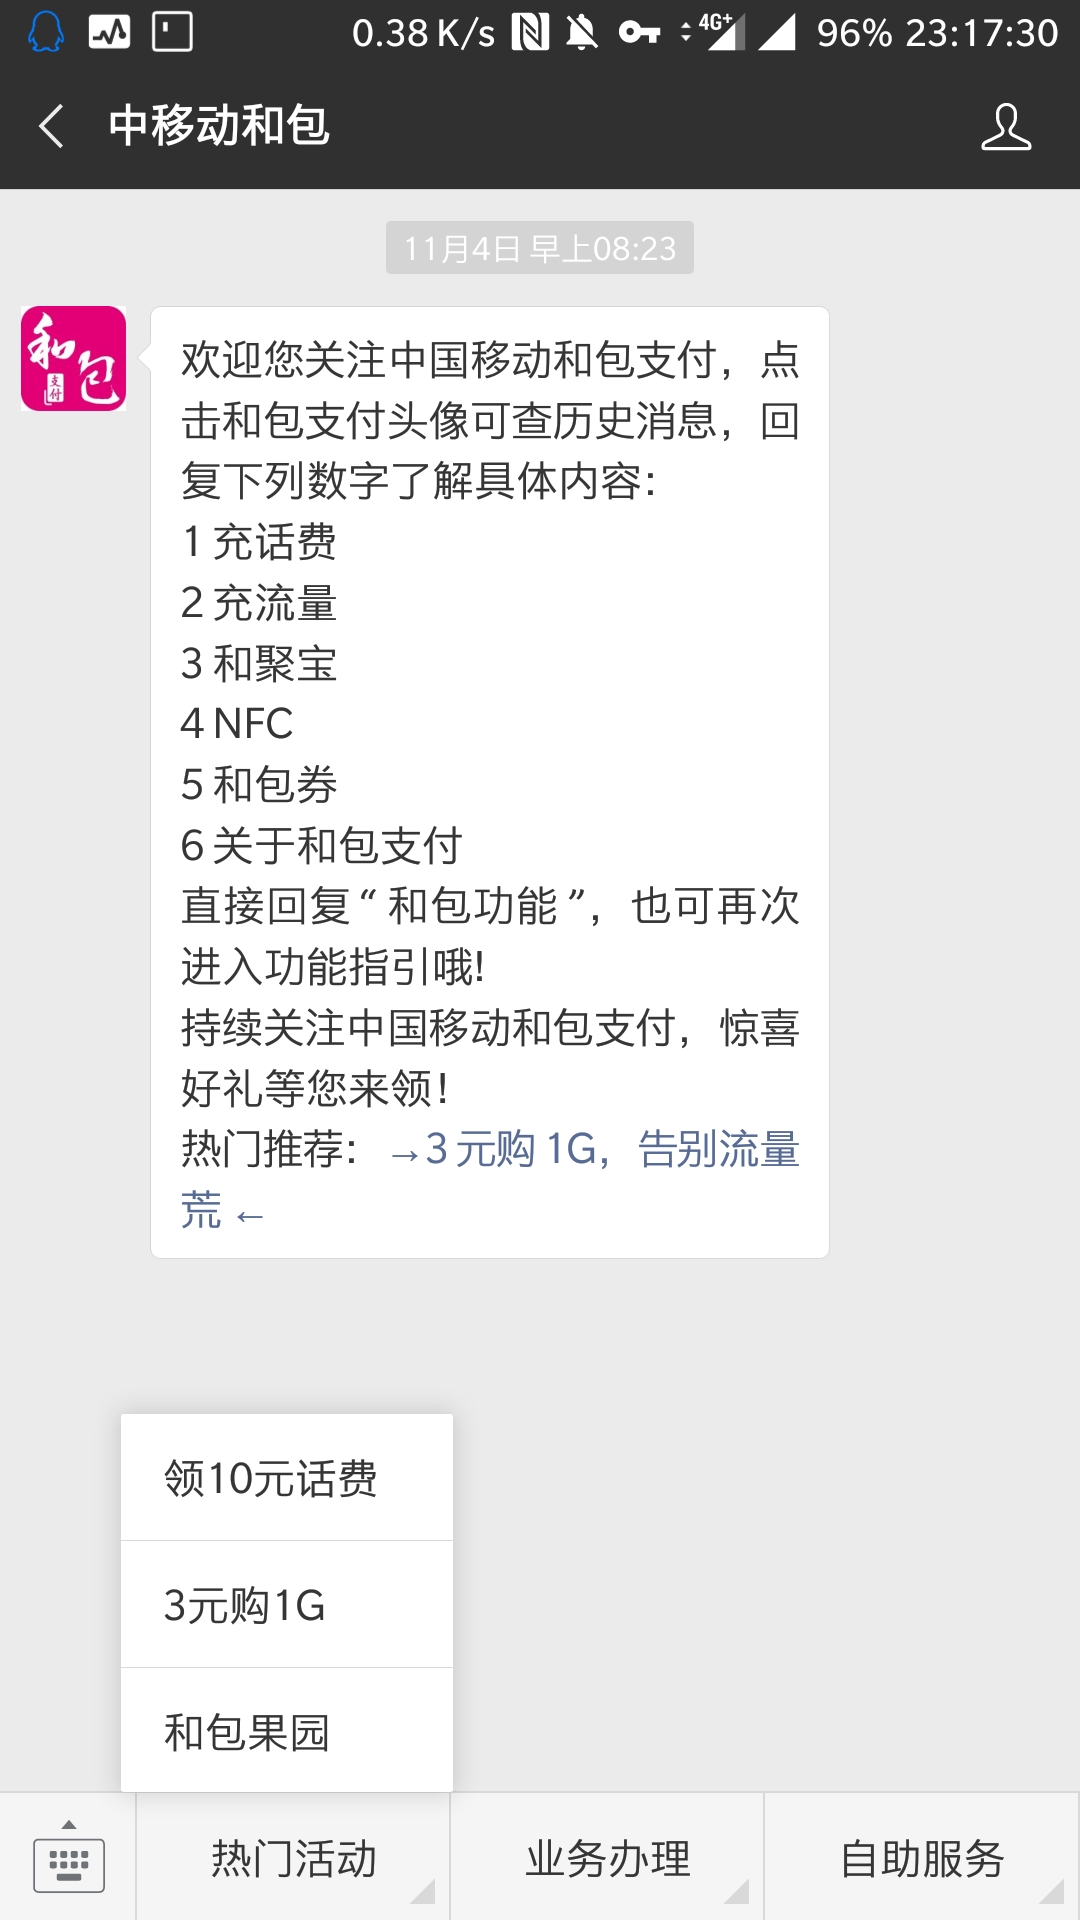 0.38 K/s 4G+ 96% 23:17:30
中移动和包
11月4日 早上08:23
和包
支付
欢迎您关注中国移动和包支付，点
击和包支付头像可查历史消息，回
复下列数字了解具体内容：
1 充话费
2 充流量
3 和聚宝
4 NFC
5 和包券
6 关于和包支付
直接回复“和包功能”，也可再次
进入功能指引哦！
持续关注中国移动和包支付，惊喜
好礼等您来领！
热门推荐：→3元购 1G，告别流量
荒 ←
领10元话费
3元购1G
和包果园
热门活动 业务办理 自助服务